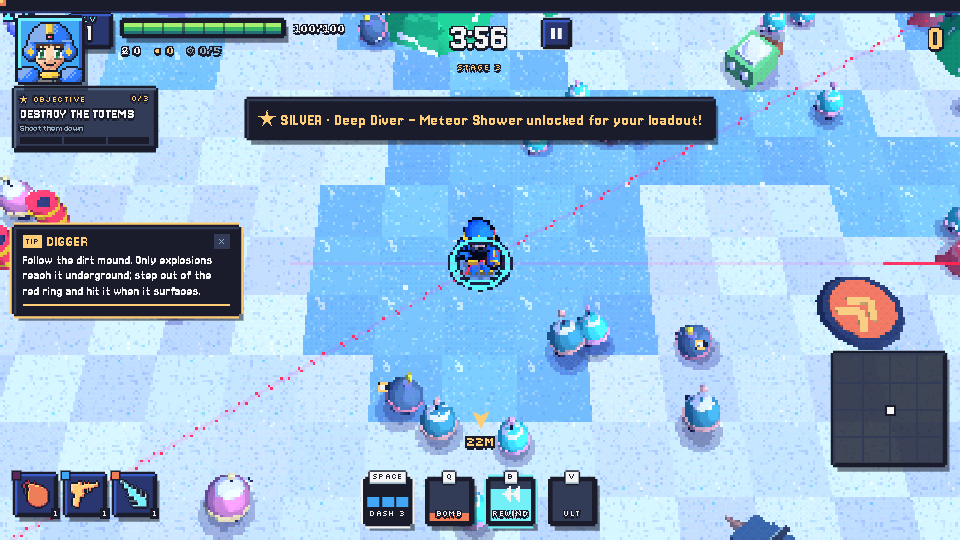 LV
1
100/100
20 0 0/5
3:56
STAGE 3
0
★ OBJECTIVE 0/3
DESTROY THE TOTEMS
Shoot them down
★ SILVER · Deep Diver – Meteor Shower unlocked for your loadout!
TIP DIGGER
Follow the dirt mound. Only explosions
reach it underground; step out of the
red ring and hit it when it surfaces.
22M
1 1 1
SPACE
DASH 3
Q
BOMB
B
REWIND
V
ULT